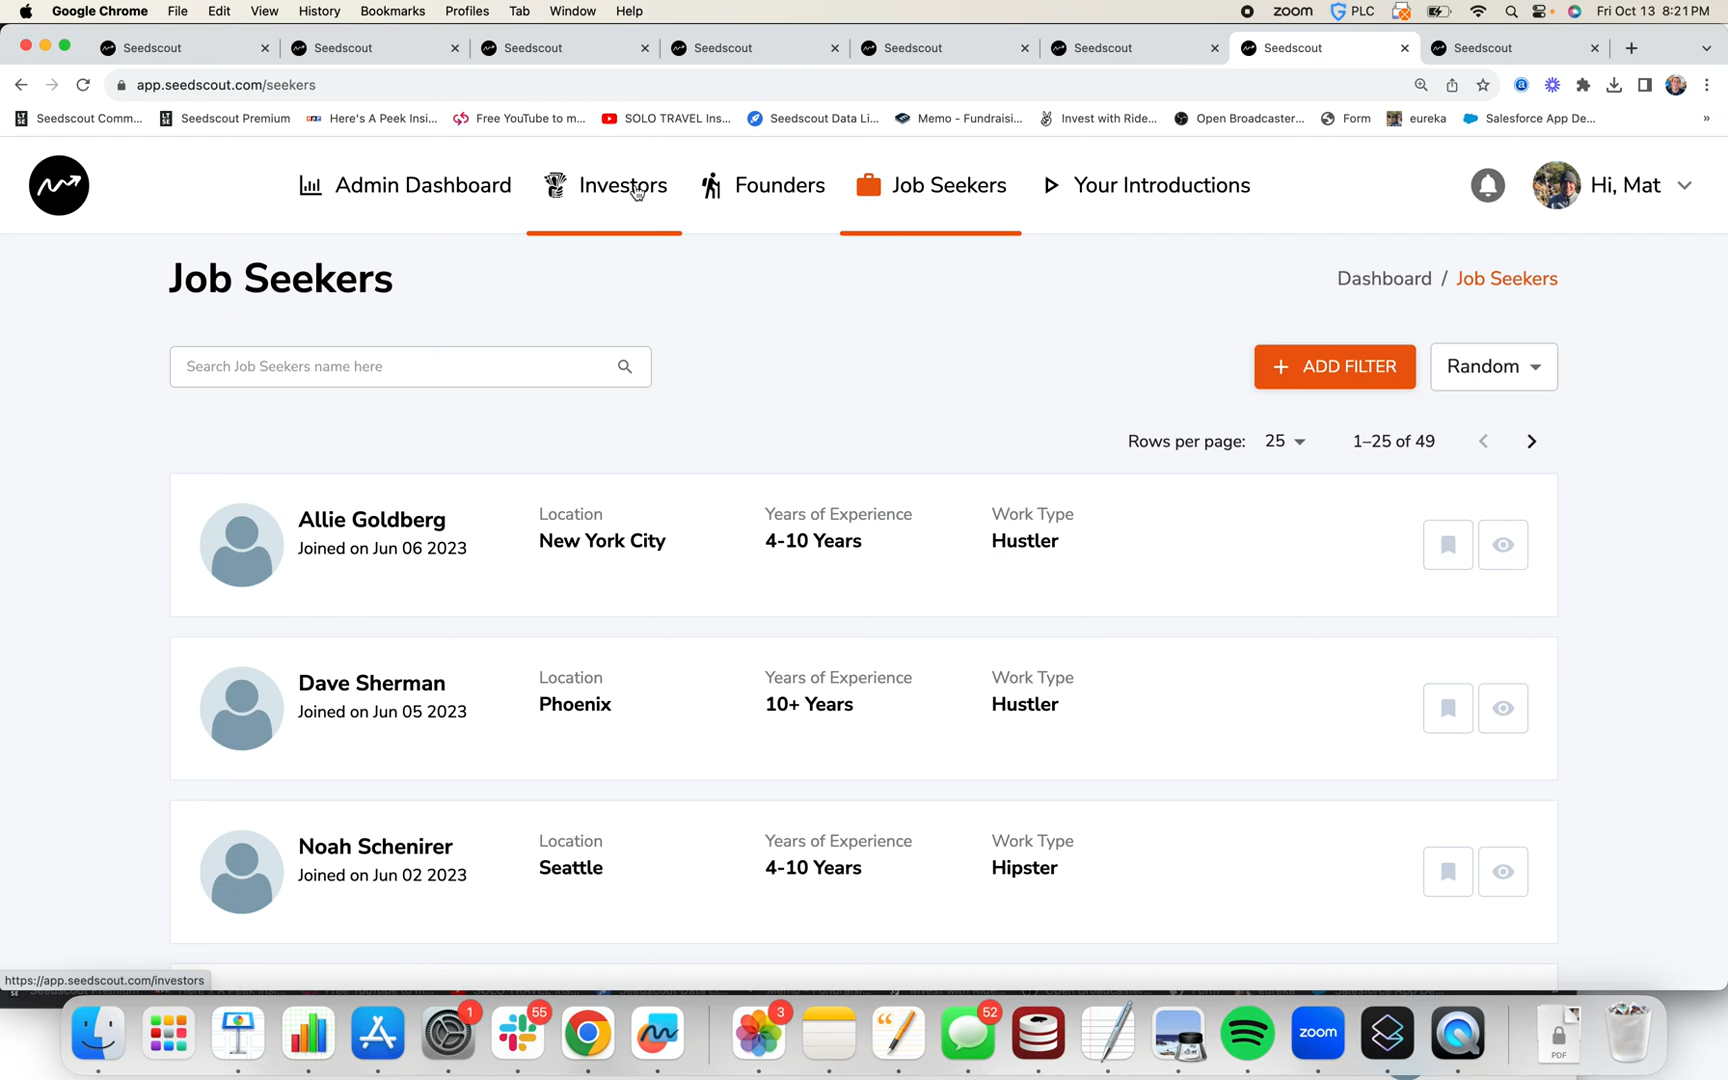 Google Chrome File Edit View History Bookmarks Profiles Tab Window Help zoom PLC Fri Oct 13 8:21 PM
Seedscout Seedscout Seedscout Seedscout Seedscout Seedscout Seedscout Seedscout
app.seedscout.com/seekers
Seedscout Comm... Seedscout Premium Here's A Peek Insi... Free YouTube to m... SOLO TRAVEL Ins... Seedscout Data Li... Memo - Fundraisi... Invest with Ride... Open Broadcaster... Form eureka Salesforce App De... »
Admin Dashboard Investors Founders Job Seekers Your Introductions Hi, Mat
Job Seekers Dashboard / Job Seekers
Search Job Seekers name here + ADD FILTER Random
Rows per page: 25 1–25 of 49
Allie Goldberg Location Years of Experience Work Type
Joined on Jun 06 2023 New York City 4-10 Years Hustler
Dave Sherman Location Years of Experience Work Type
Joined on Jun 05 2023 Phoenix 10+ Years Hustler
Noah Schenirer Location Years of Experience Work Type
Joined on Jun 02 2023 Seattle 4-10 Years Hipster
https://app.seedscout.com/investors
1 55 3 52 zoom PDF